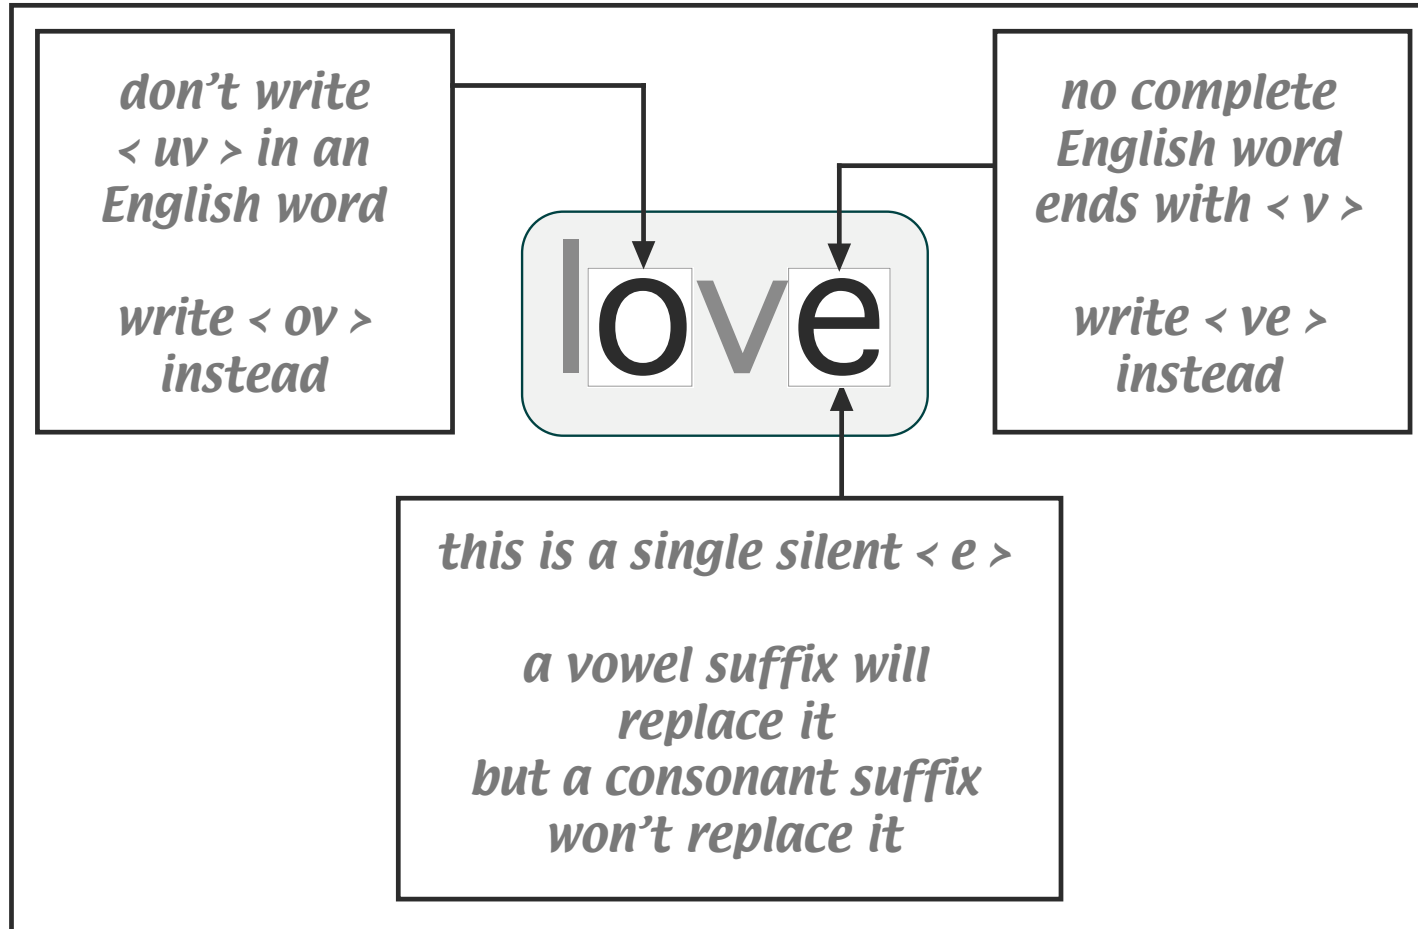 don't write
< uv > in an
English word
write < ov >
instead
love
no complete
English word
ends with < v >
write < ve >
instead
this is a single silent < e >
a vowel suffix will
replace it
but a consonant suffix
won't replace it